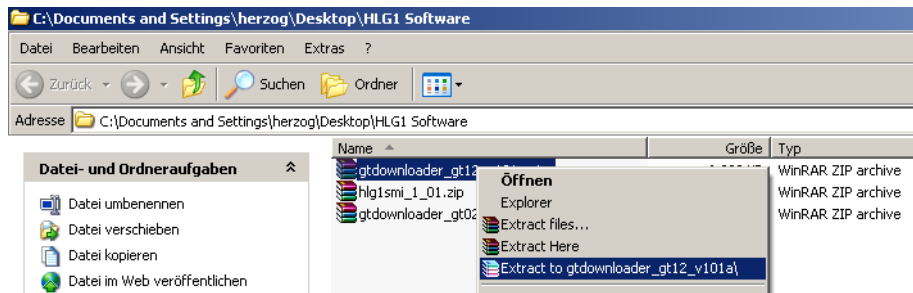 C:\Documents and Settings\herzog\Desktop\HLG1 Software
Datei Bearbeiten Ansicht Favoriten Extras ?
Zurück Suchen Ordner
Adresse C:\Documents and Settings\herzog\Desktop\HLG1 Software
Name Größe Typ
Datei- und Ordneraufgaben
Datei umbenennen
Datei verschieben
Datei kopieren
Datei im Web veröffentlichen
gtdownloader_gt12 WinRAR ZIP archive
hlg1smi_1_01.zip WinRAR ZIP archive
gtdownloader_gt02 WinRAR ZIP archive
Öffnen
Explorer
Extract files...
Extract Here
Extract to gtdownloader_gt12_v101a\